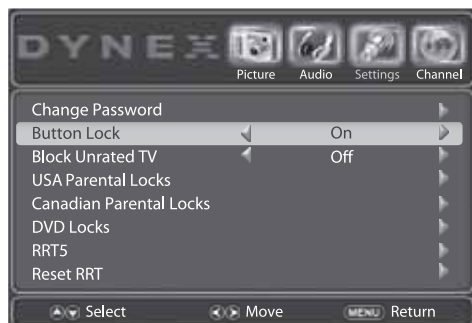 DYNEX
Picture Audio Settings Channel
Change Password
Button Lock On
Block Unrated TV Off
USA Parental Locks
Canadian Parental Locks
DVD Locks
RRT5
Reset RRT
Select Move MENU Return